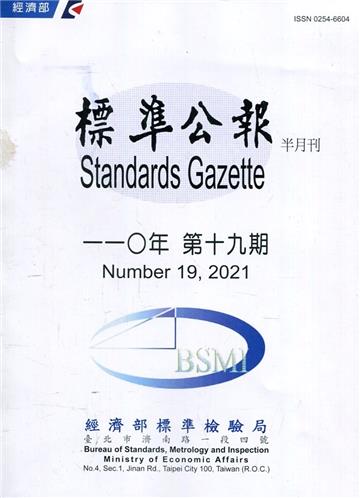 經濟部
ISSN 0254-6604
標準公報 半月刊
Standards Gazette
一一○年 第十九期
Number 19, 2021
BSMI
經濟部標準檢驗局
臺北市濟南路一段四號
Bureau of Standards, Metrology and Inspection
Ministry of Economic Affairs
No.4, Sec.1, Jinan Rd., Taipei City 100, Taiwan (R.O.C.)